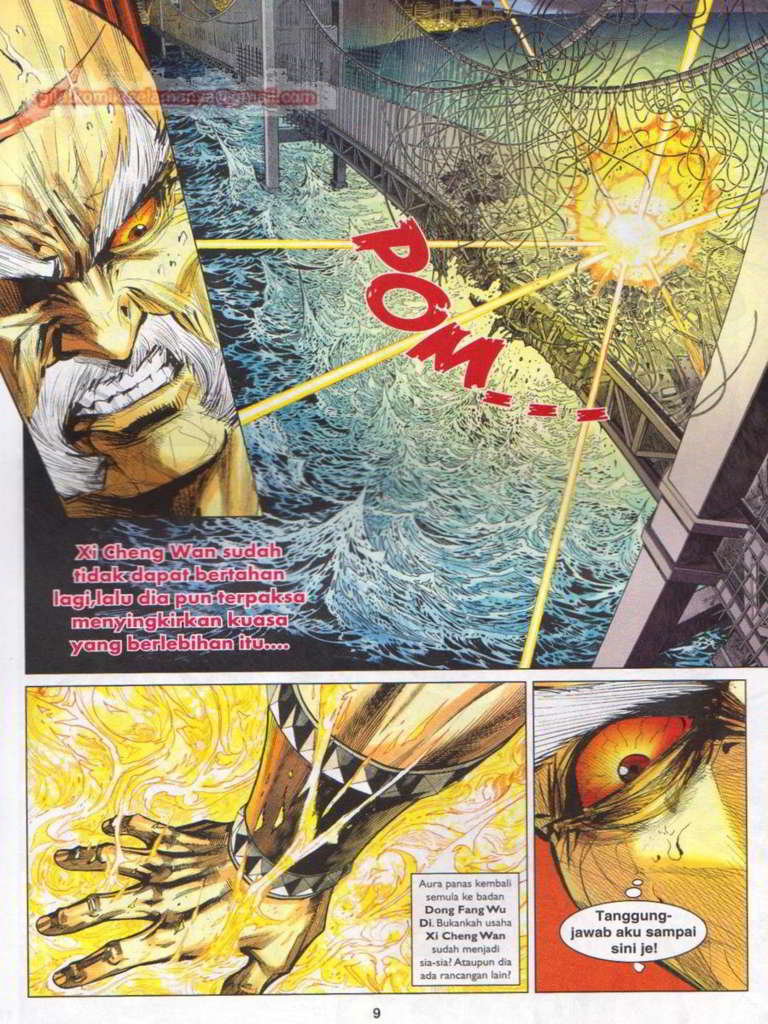 POM....
Xi Cheng Wan sudah
tidak dapat bertahan
lagi,lalu dia pun terpaksa
menyingkirkan kuasa
yang berlebihan itu....
Aura panas kembali
semula ke badan
Dong Fang Wu
Di. Bukankah usaha
Xi Cheng Wan
sudah menjadi
sia-sia? Ataupun dia
ada rancangan lain?
Tanggung-
jawab aku sampai
sini je!
9